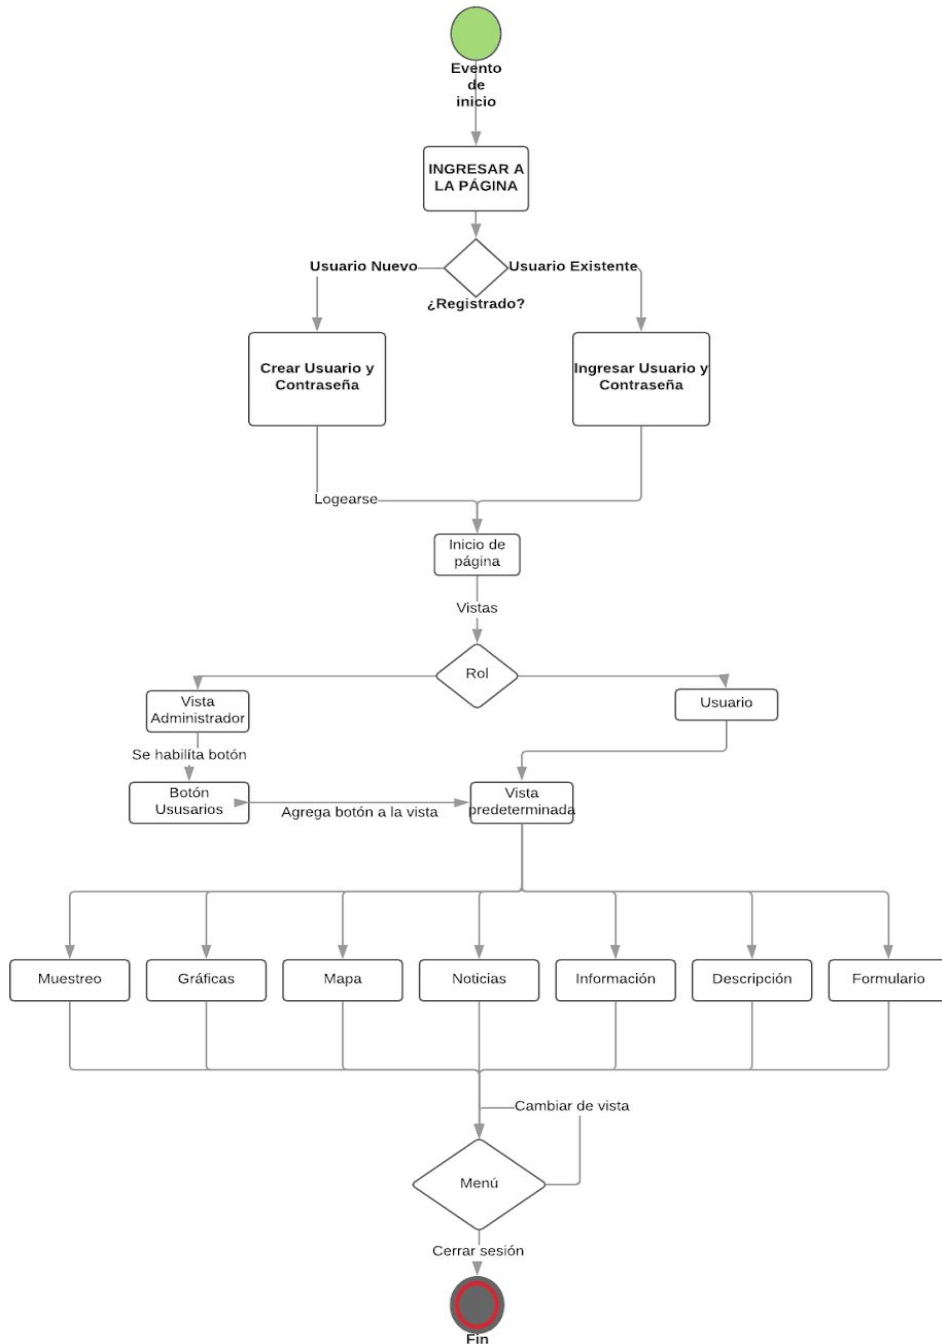 Evento
de
inicio
INGRESAR A
LA PÁGINA
Usuario Nuevo
Usuario Existente
¿Registrado?
Crear Usuario y
Contraseña
Ingresar Usuario y
Contraseña
Logearse
Inicio de
página
Vistas
Rol
Vista
Administrador
Usuario
Se habilíta botón
Botón
Ususarios
Agrega botón a la vista
Vista
predeterminada
Muestreo
Gráficas
Mapa
Noticias
Información
Descripción
Formulario
Cambiar de vista
Menú
Cerrar sesión
Fin